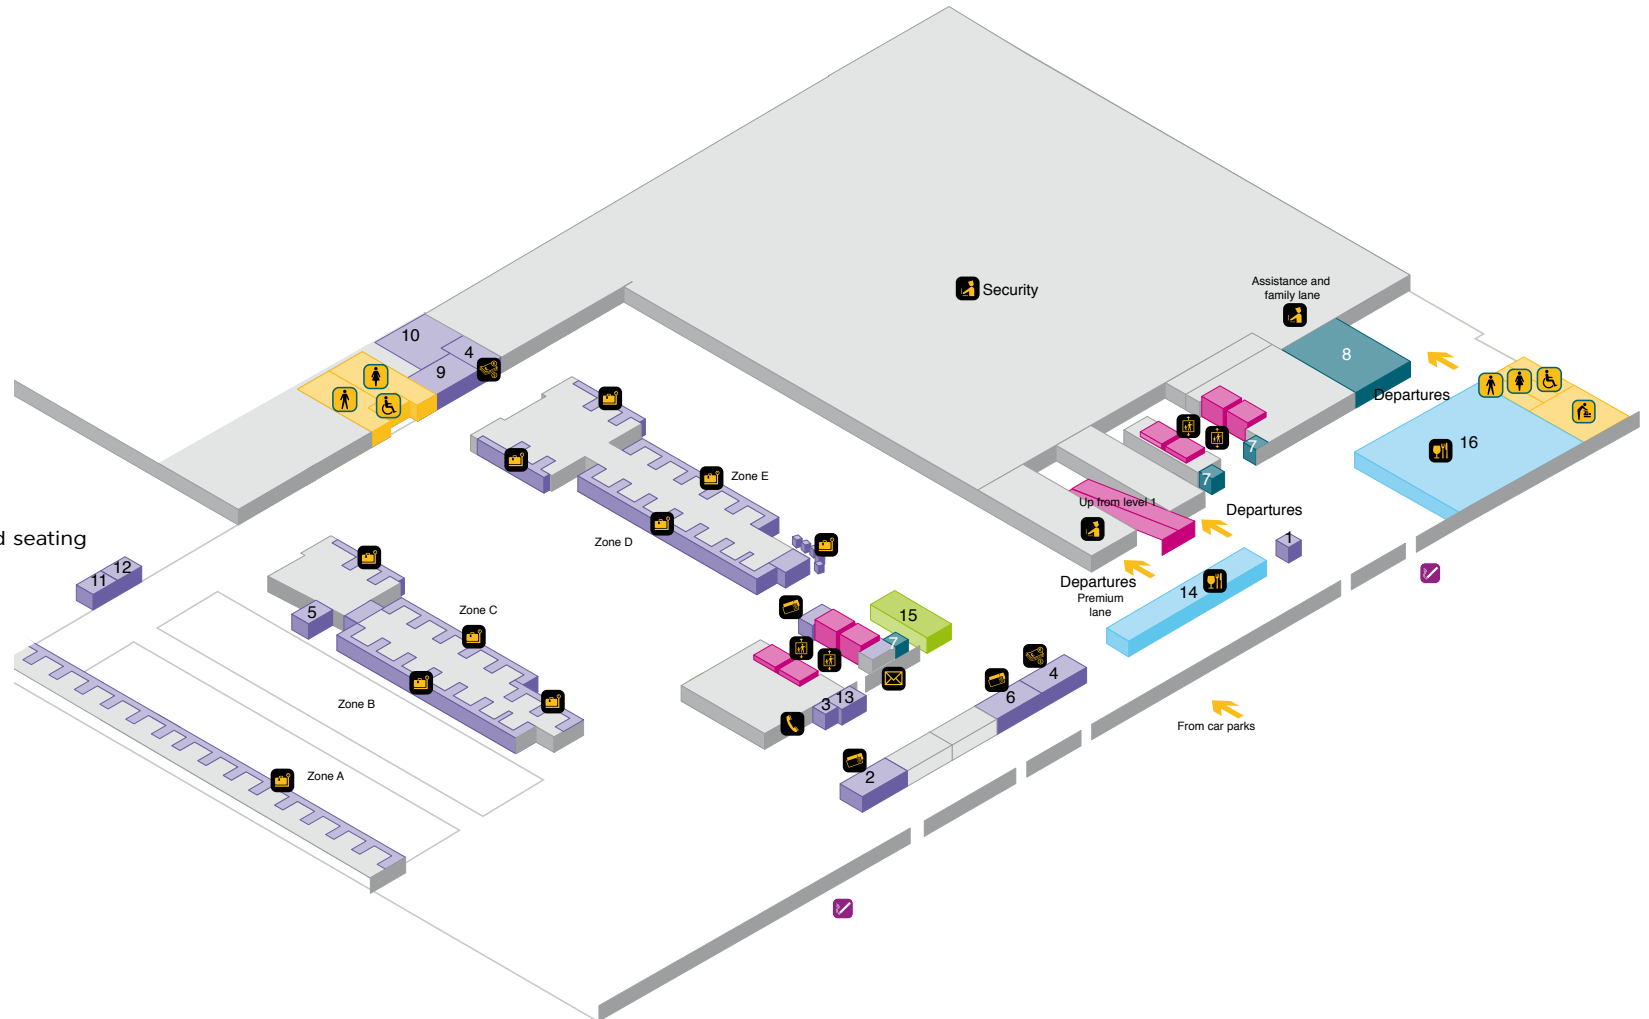 Security
Assistance and
family lane
10
4
9
8
Departures
16
7
7
Up from level 1
Departures
1
Zone E
Zone D
d seating
11
12
5
Zone C
Departures
Premium
lane
14
15
7
Zone B
3
13
6
4
From car parks
2
Zone A